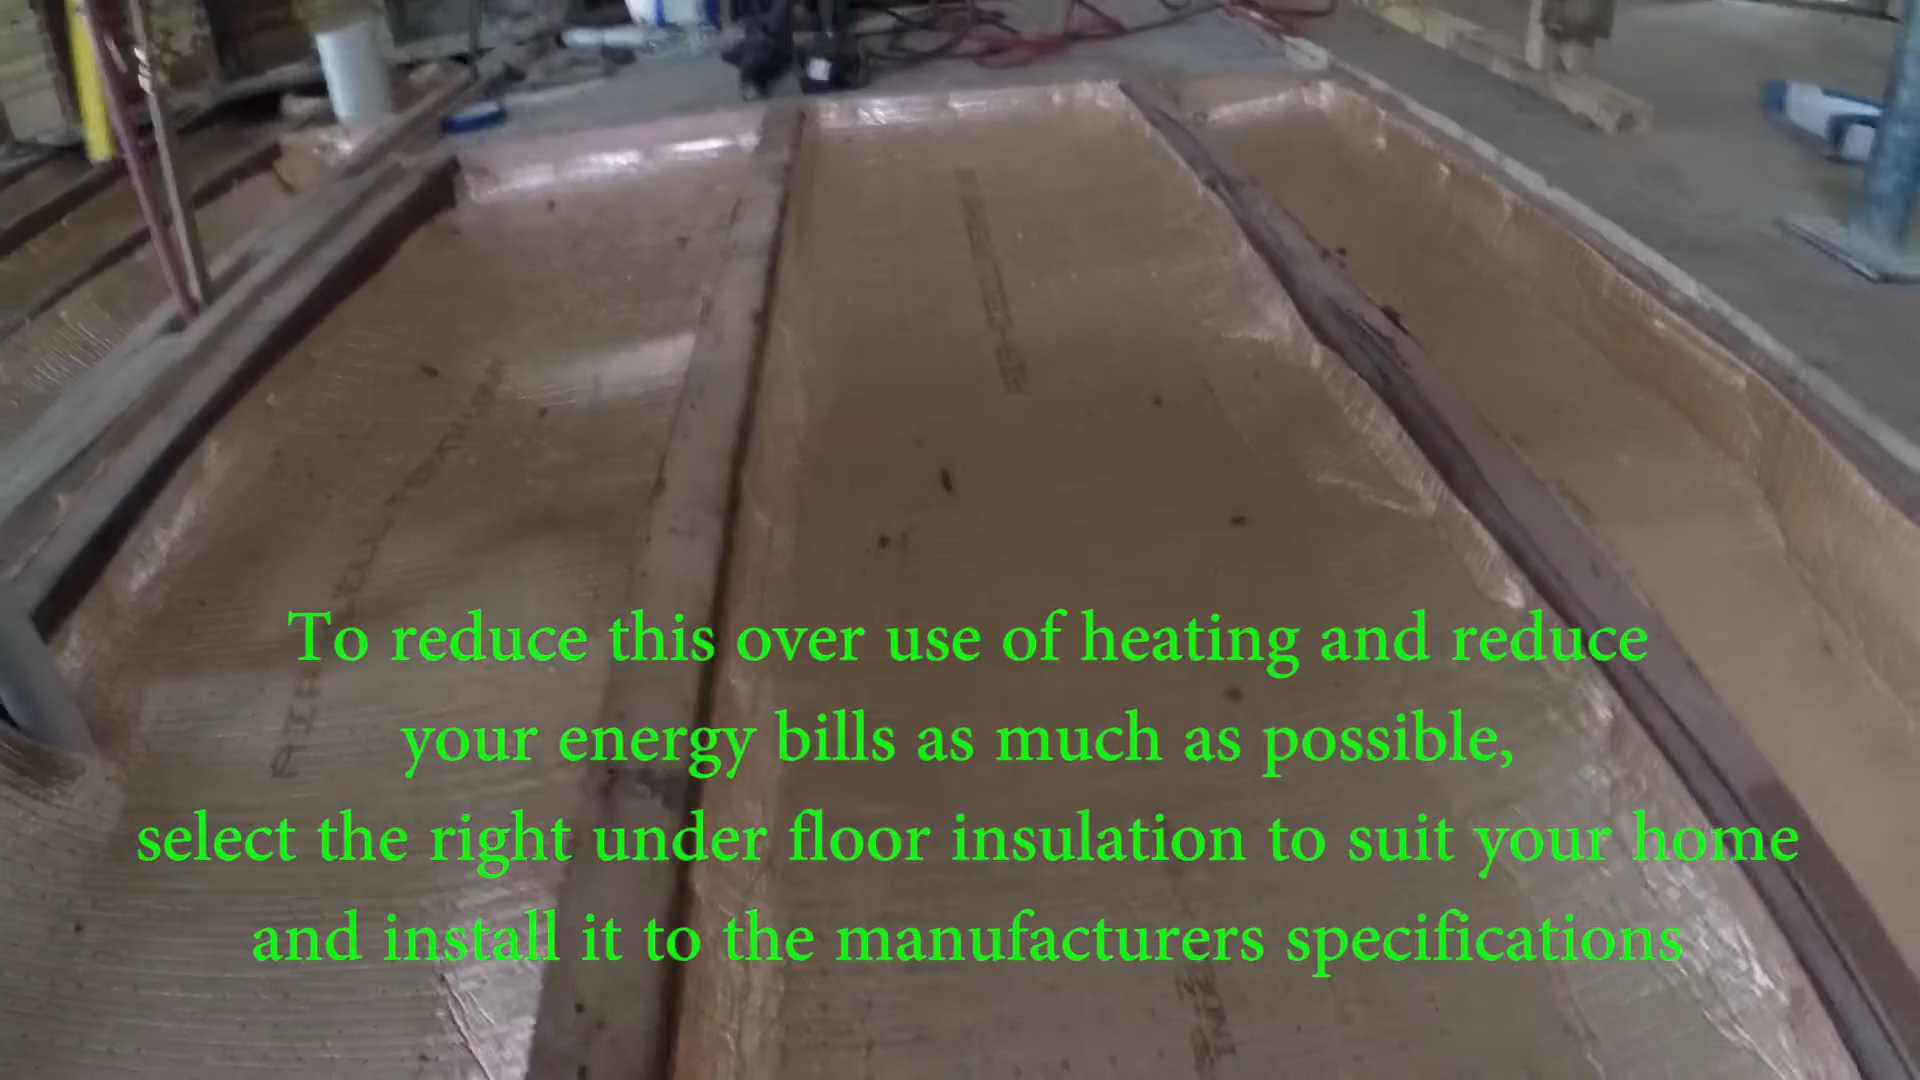 To reduce this over use of heating and reduce
your energy bills as much as possible,
select the right under floor insulation to suit your home
and install it to the manufacturers specifications